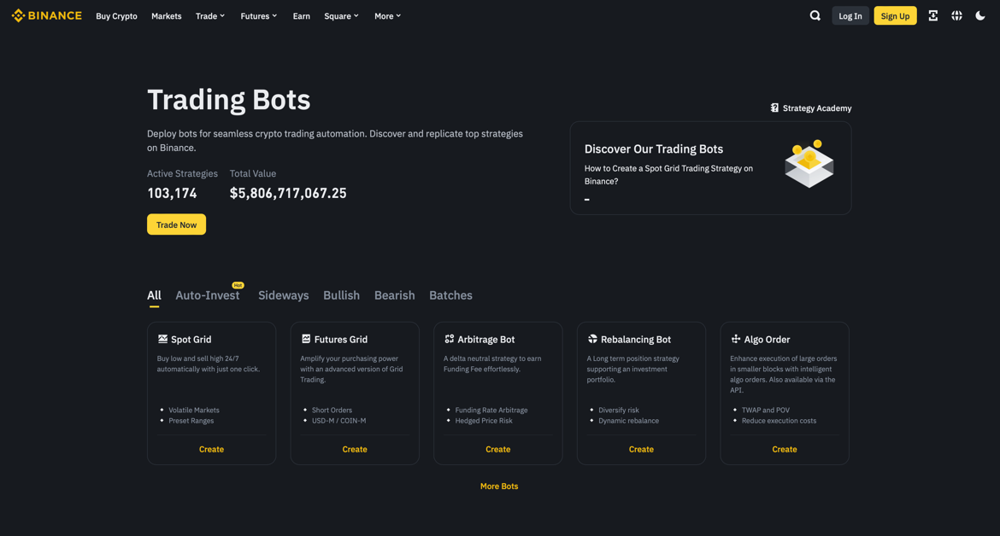 BINANCE Buy Crypto Markets Trade Futures Earn Square More Log In Sign Up
Trading Bots
Strategy Academy
Deploy bots for seamless crypto trading automation. Discover and replicate top strategies
on Binance.
Discover Our Trading Bots
How to Create a Spot Grid Trading Strategy on
Binance?
Active Strategies Total Value
103,174 $5,806,717,067.25
Trade Now
All Auto-Invest Hot Sideways Bullish Bearish Batches
Spot Grid
Buy low and sell high 24/7
automatically with just one click.
Volatile Markets
Preset Ranges
Create
Futures Grid
Amplify your purchasing power
with an advanced version of Grid
Trading.
Short Orders
USD-M / COIN-M
Create
Arbitrage Bot
A delta neutral strategy to earn
Funding Fee effortlessly.
Funding Rate Arbitrage
Hedged Price Risk
Create
Rebalancing Bot
A Long term position strategy
supporting an investment
portfolio.
Diversify risk
Dynamic rebalance
Create
Algo Order
Enhance execution of large orders
in smaller blocks with intelligent
algo orders. Also available via the
API.
TWAP and POV
Reduce execution costs
Create
More Bots